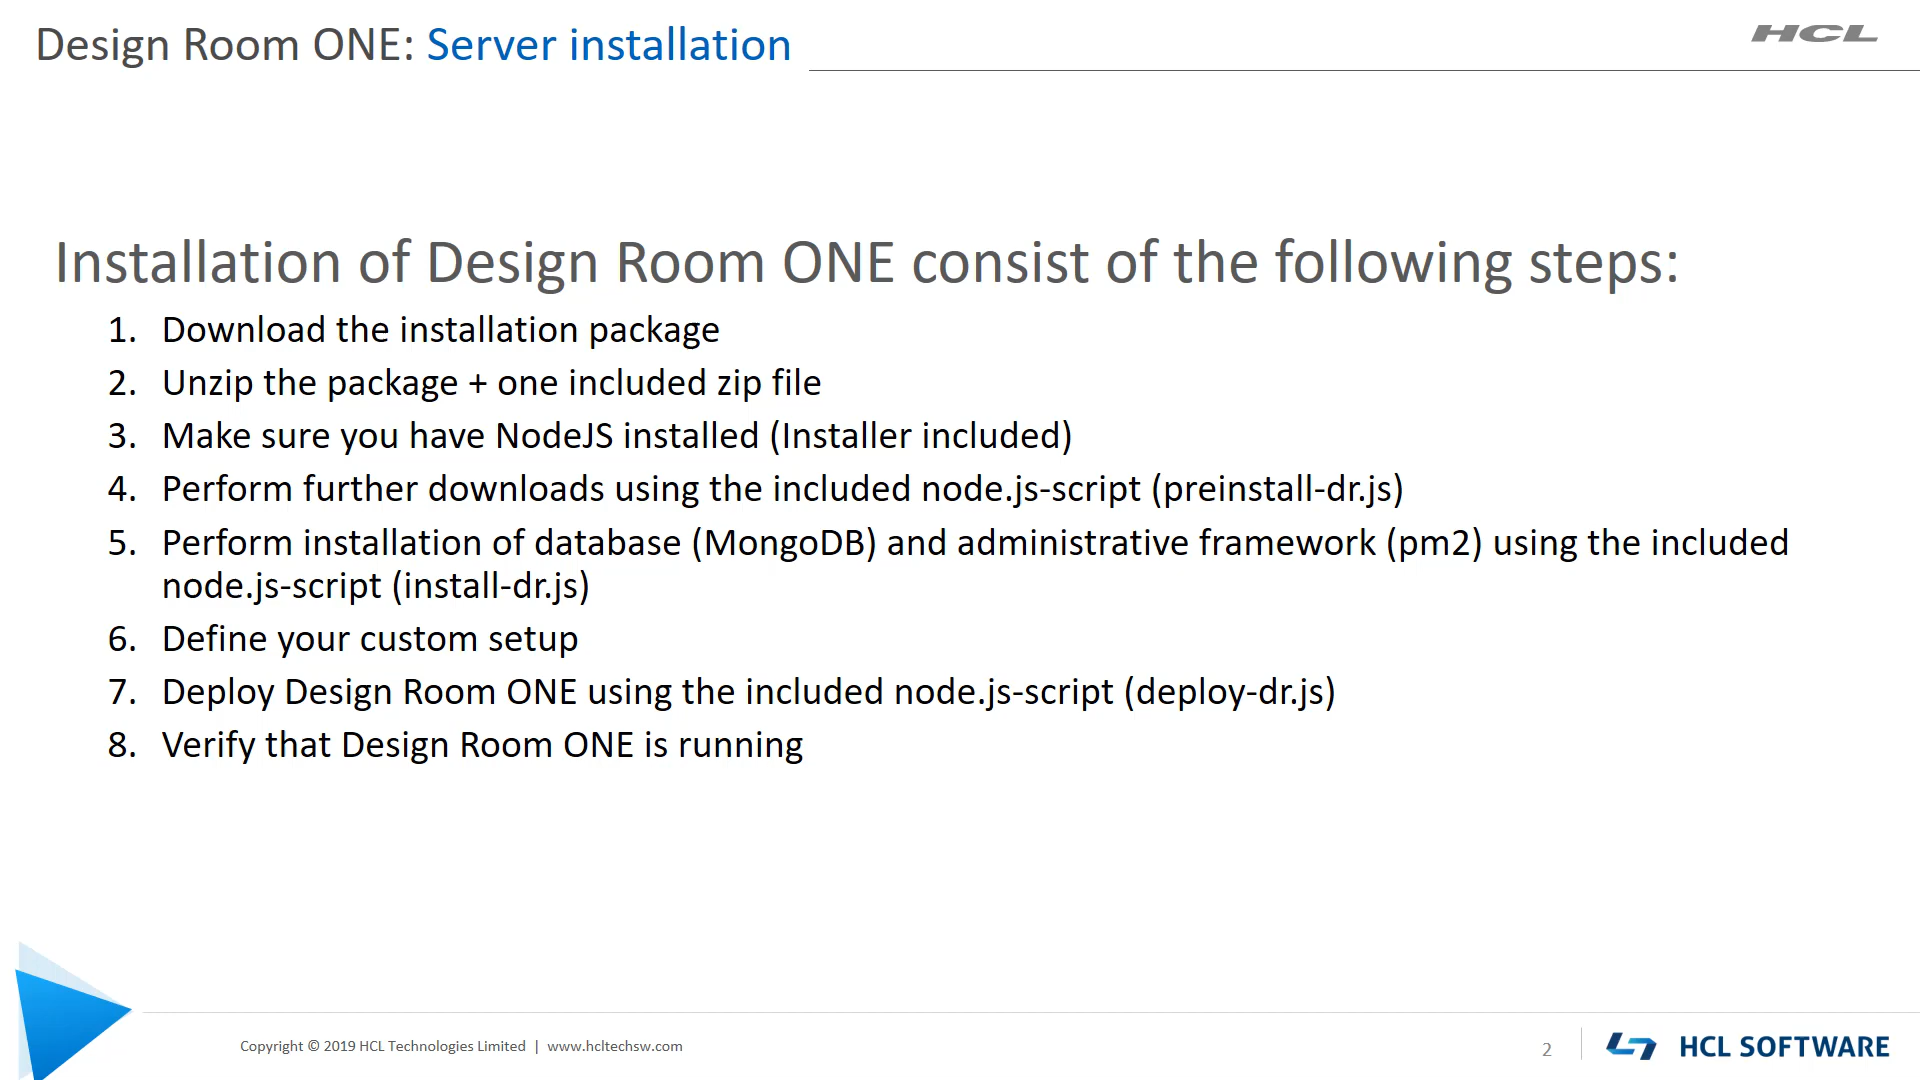 Design Room ONE: Server installation
HCL
Installation of Design Room ONE consist of the following steps:
1. Download the installation package
2. Unzip the package + one included zip file
3. Make sure you have NodeJS installed (Installer included)
4. Perform further downloads using the included node.js-script (preinstall-dr.js)
5. Perform installation of database (MongoDB) and administrative framework (pm2) using the included
node.js-script (install-dr.js)
6. Define your custom setup
7. Deploy Design Room ONE using the included node.js-script (deploy-dr.js)
8. Verify that Design Room ONE is running
Copyright © 2019 HCL Technologies Limited | www.hcltechsw.com
2
HCL SOFTWARE